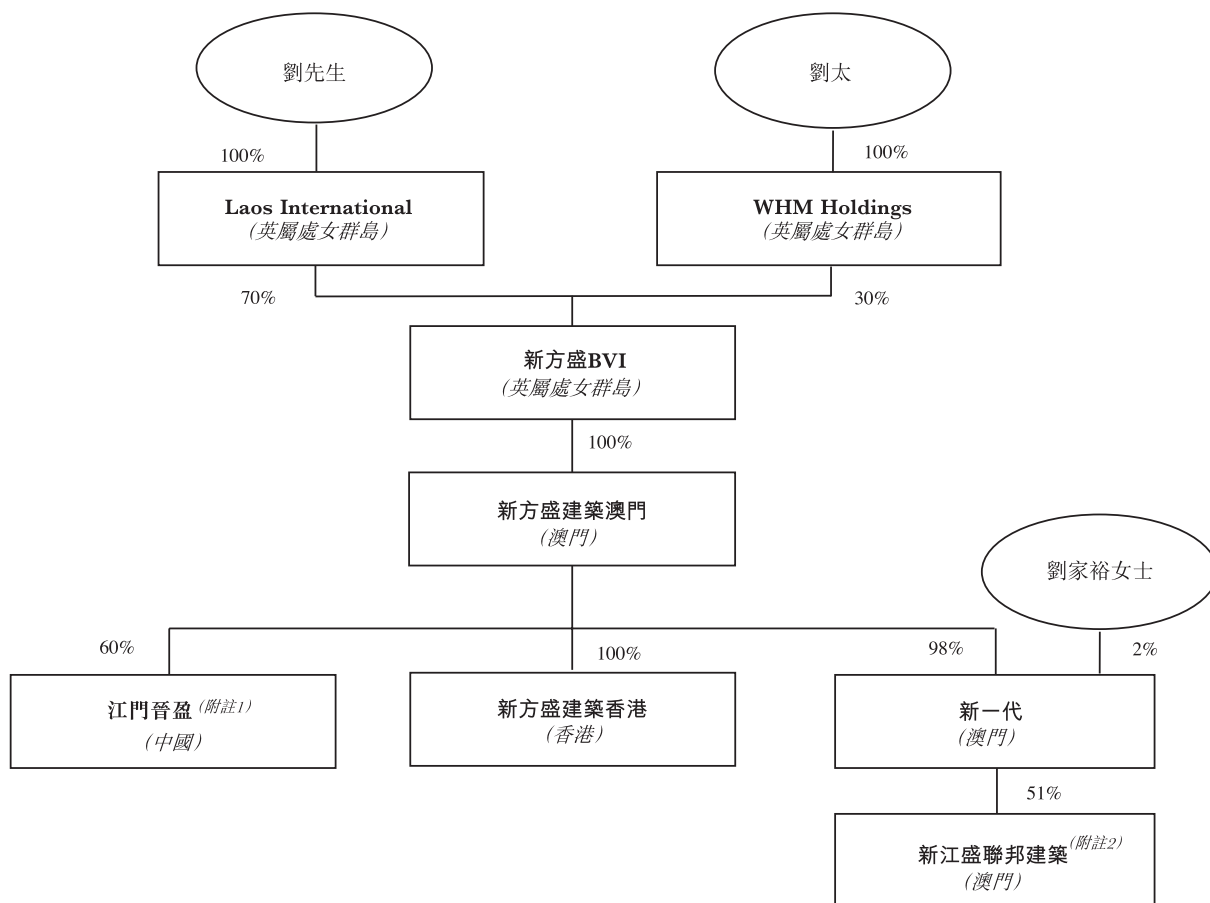 劉先生
劉太
100%
100%
Laos International
(英屬處女群島)
WHM Holdings
(英屬處女群島)
70%
30%
新方盛BVI
(英屬處女群島)
100%
新方盛建築澳門
(澳門)
劉家裕女士
60%
100%
98%
2%
江門晉盈(附註1)
(中國)
新方盛建築香港
(香港)
新一代
(澳門)
51%
新江盛聯邦建築(附註2)
(澳門)